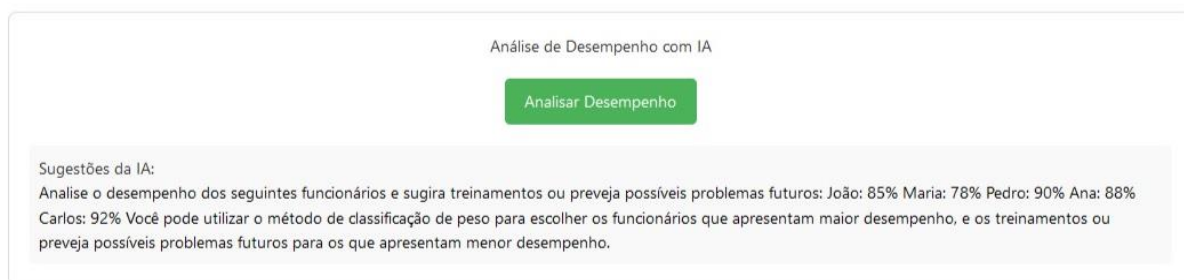 Análise de Desempenho com IA
Analisar Desempenho
Sugestões da IA:
Analise o desempenho dos seguintes funcionários e sugira treinamentos ou preveja possíveis problemas futuros: João: 85% Maria: 78% Pedro: 90% Ana: 88%
Carlos: 92% Você pode utilizar o método de classificação de peso para escolher os funcionários que apresentam maior desempenho, e os treinamentos ou
preveja possíveis problemas futuros para os que apresentam menor desempenho.